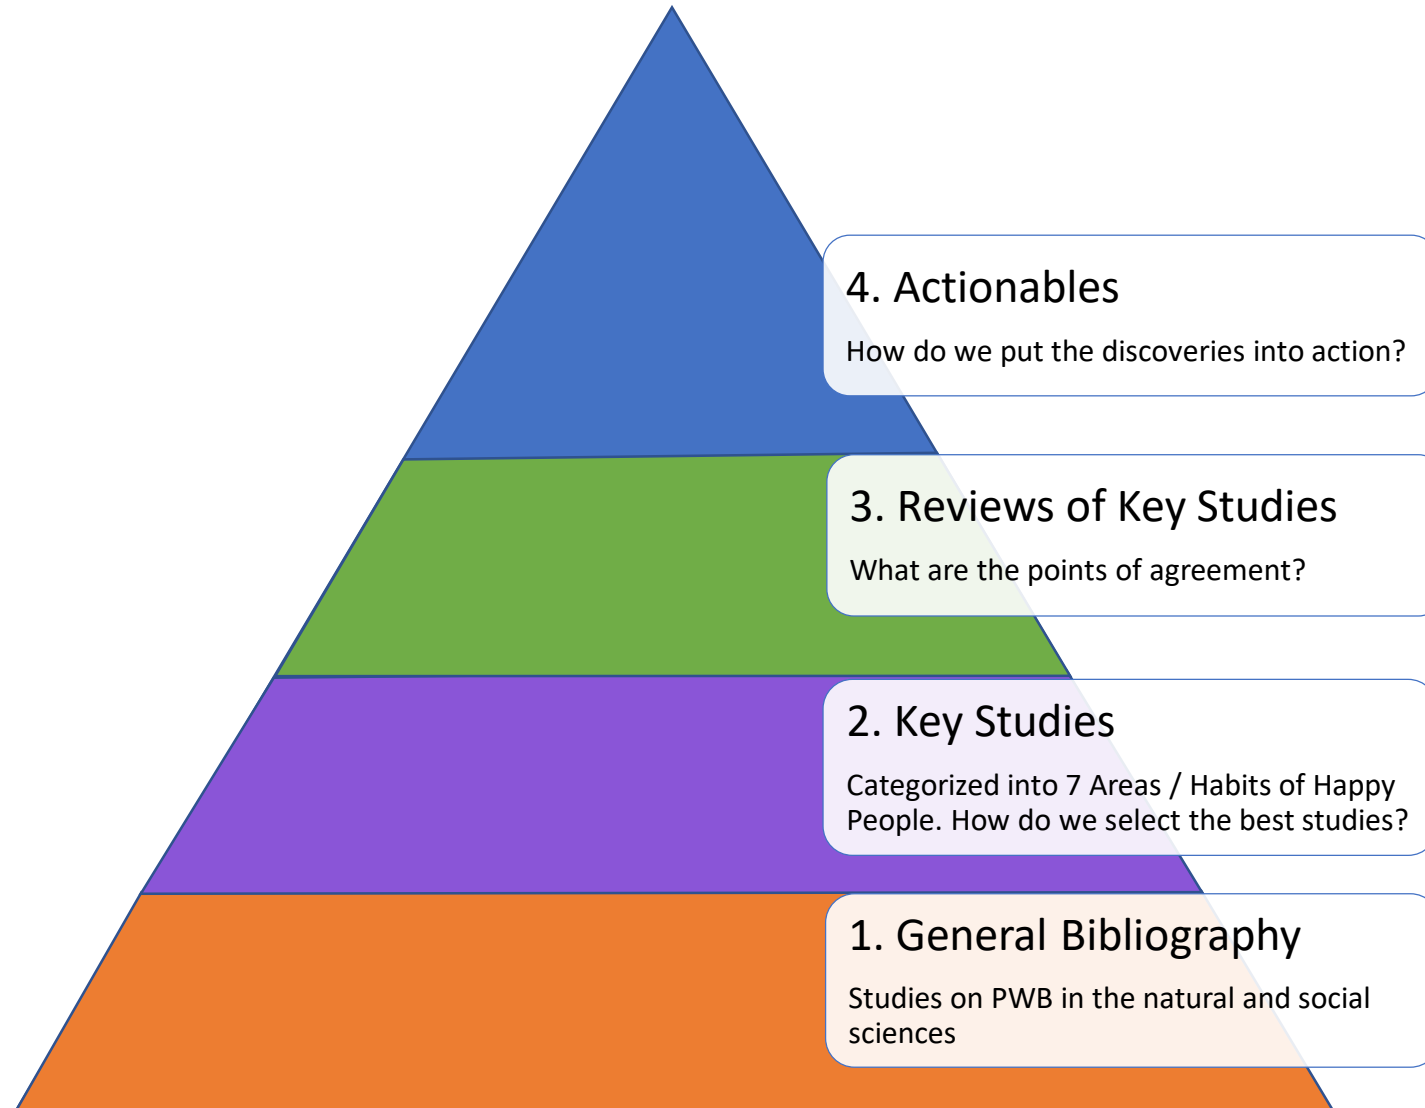 4. Actionables
How do we put the discoveries into action?
3. Reviews of Key Studies
What are the points of agreement?
2. Key Studies
Categorized into 7 Areas / Habits of Happy
People. How do we select the best studies?
1. General Bibliography
Studies on PWB in the natural and social
sciences